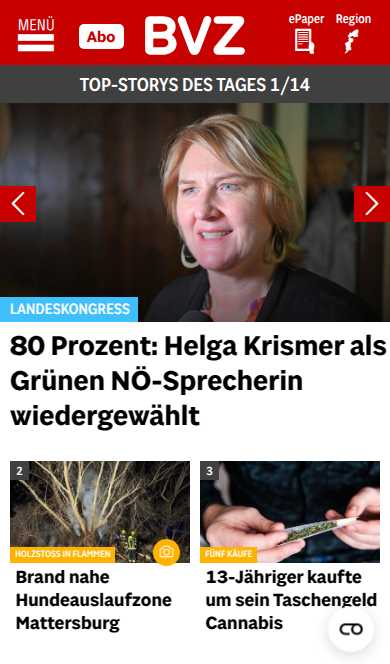 MENÜ
Abo
BVZ
ePaper
Region
TOP-STORYS DES TAGES 1/14
LANDESKONGRESS
80 Prozent: Helga Krismer als
Grünen NÖ-Sprecherin
wiedergewählt
2
HOLZSTOSS IN FLAMMEN
Brand nahe
Hundeauslaufzone
Mattersburg
3
FÜNF KÄUFE
13-Jähriger kaufte
um sein Taschengeld
Cannabis